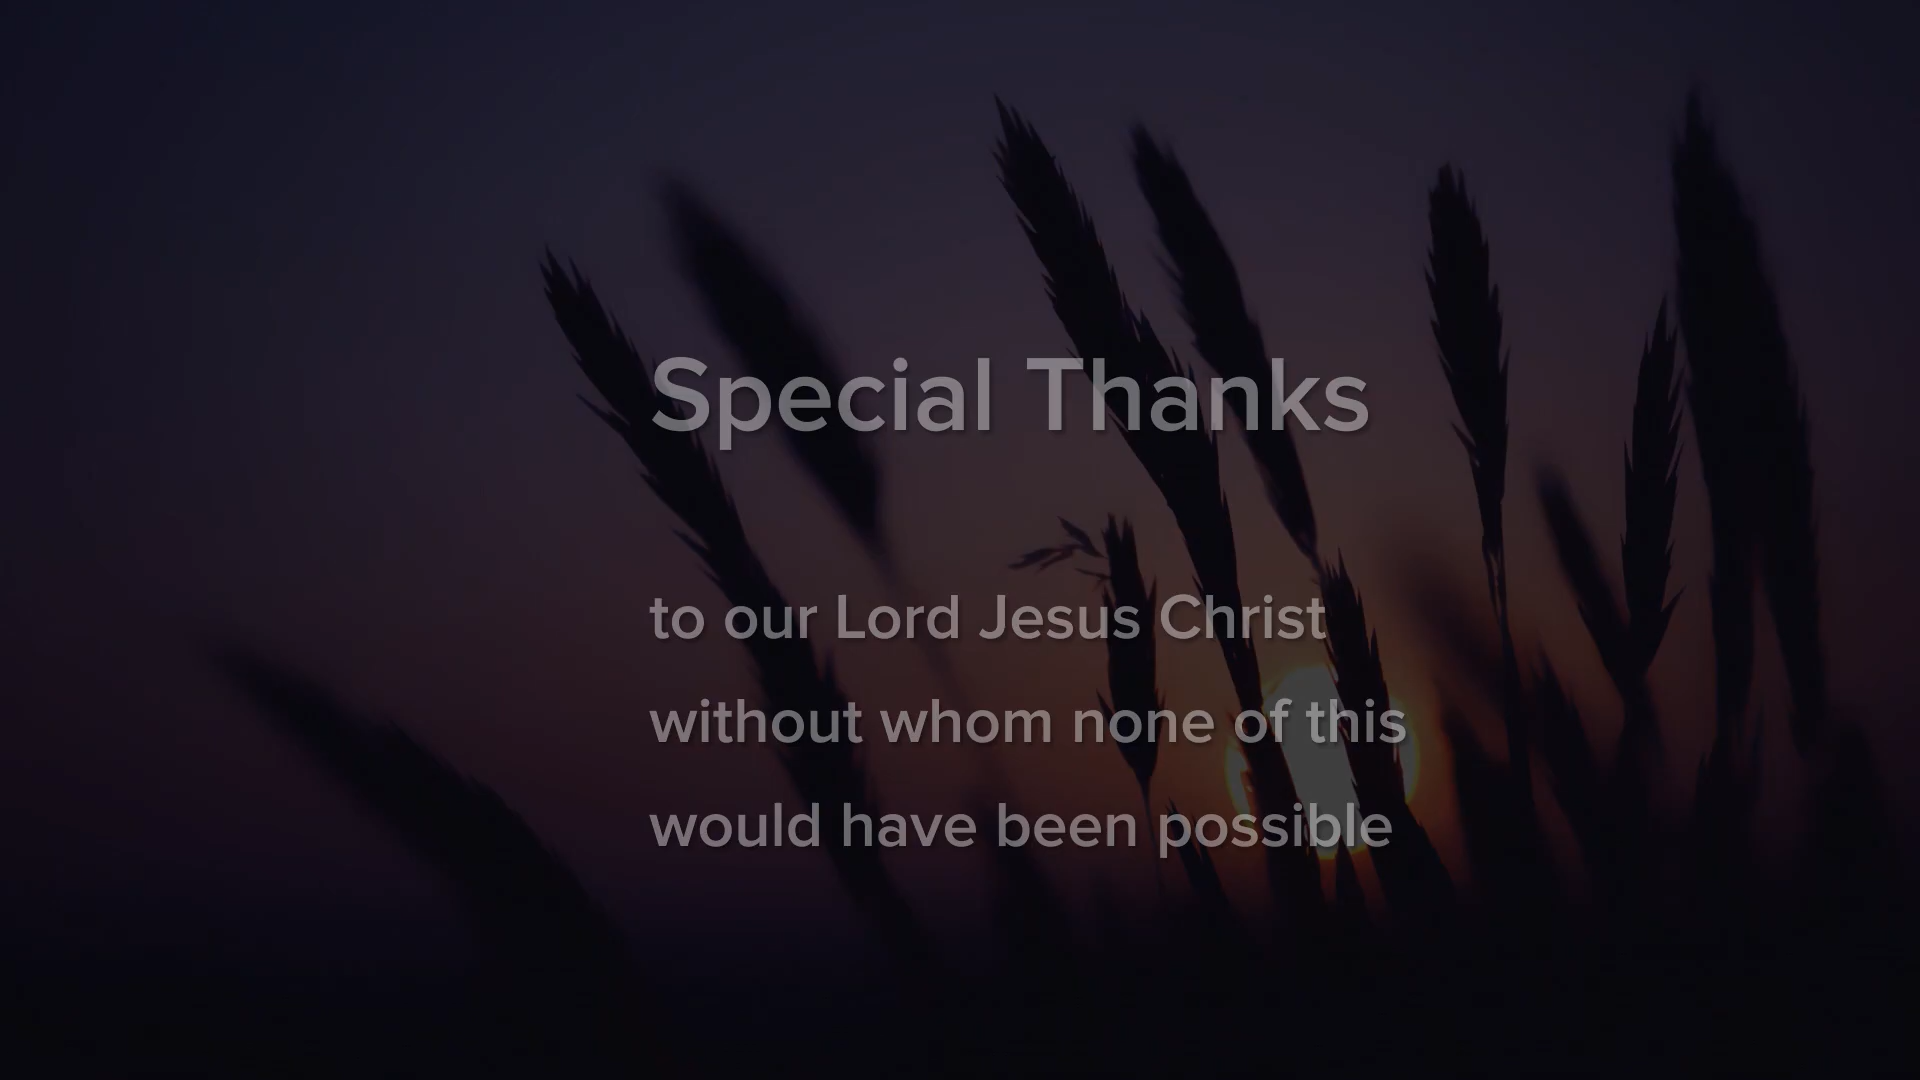 Special Thanks
to our Lord Jesus Christ
without whom none of this
would have been possible